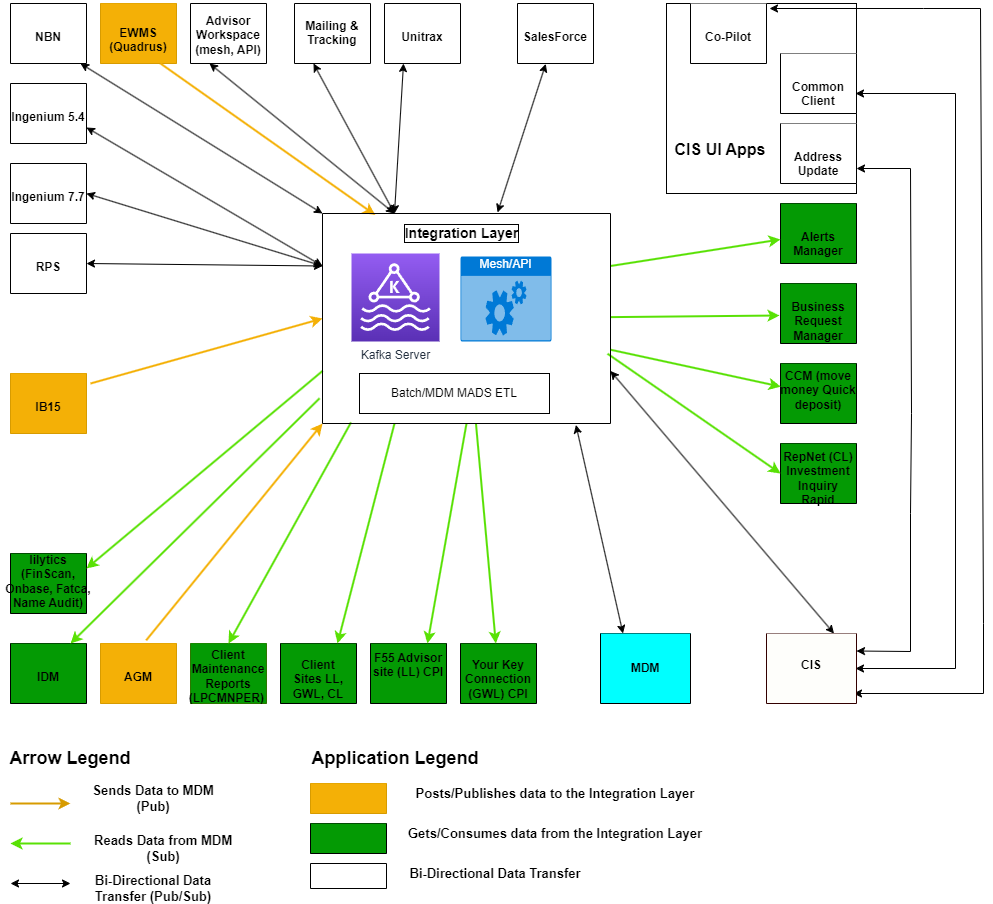 NBN
EWMS
(Quadrus)
Advisor
Workspace
(mesh, API)
Mailing &
Tracking
Unitrax
SalesForce
Co-Pilot
Common
Client
CIS UI Apps
Address
Update
Ingenium 5.4
Ingenium 7.7
RPS
IB15
Integration Layer
K
Mesh/API
Kafka Server
Batch/MDM MADS ETL
Alerts
Manager
Business
Request
Manager
CCM (move
money Quick
deposit)
RepNet (CL)
Investment
Inquiry
Rapid
lilytics
(FinScan,
Onbase, Fatca,
Name Audit)
IDM
AGM
Client
Maintenance
Reports
(LPCMNPER)
Client
Sites LL,
GWL, CL
F55 Advisor
site (LL) CPI
Your Key
Connection
(GWL) CPI
MDM
CIS
Arrow Legend
Sends Data to MDM
(Pub)
Reads Data from MDM
(Sub)
Bi-Directional Data
Transfer (Pub/Sub)
Application Legend
Posts/Publishes data to the Integration Layer
Gets/Consumes data from the Integration Layer
Bi-Directional Data Transfer